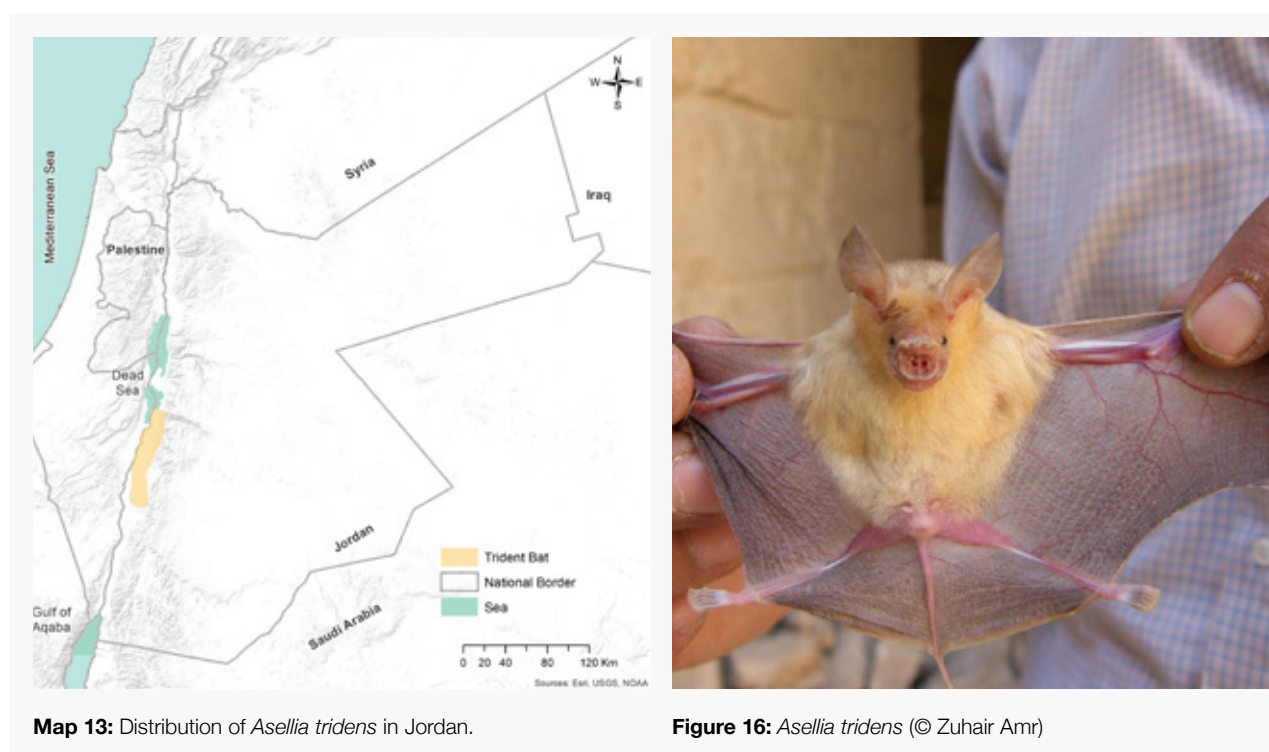 N
W E
S
Syria
Mediterranean Sea
Iraq
Palestine
Dead
Sea
Jordan
Trident Bat
National Border
Sea
Gulf of
Aqaba
Saudi Arabia
0 20 40 80 120 Km
Sources: Esri, USGS, NOAA
Map 13: Distribution of Asellia tridens in Jordan.
Figure 16: Asellia tridens (© Zuhair Amr)